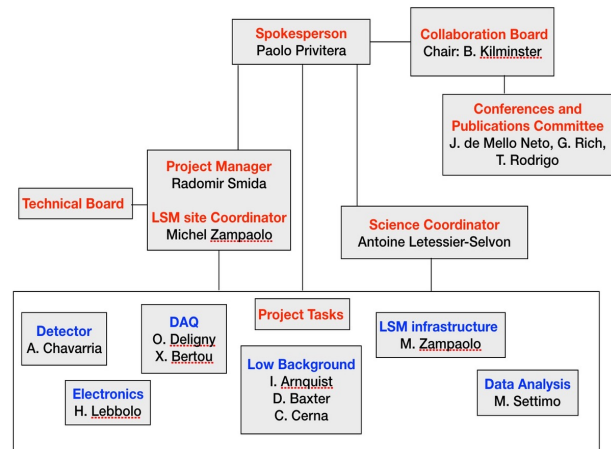 Spokesperson
Paolo Privitera
Collaboration Board
Chair: B. Kilminster
Conferences and
Publications Committee
J. de Mello Neto, G. Rich,
T. Rodrigo
Project Manager
Radomir Smida
LSM site Coordinator
Michel Zampaolo
Technical Board
Science Coordinator
Antoine Letessier-Selvon
Project Tasks
Detector
A. Chavarria
DAQ
O. Deligny
X. Bertou
LSM infrastructure
M. Zampaolo
Low Background
I. Arnquist
D. Baxter
C. Cerna
Electronics
H. Lebbolo
Data Analysis
M. Settimo